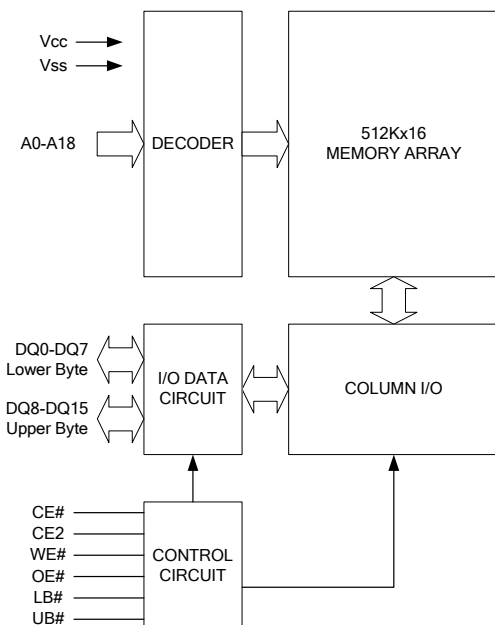 Vcc
Vss
A0-A18
DECODER
512Kx16
MEMORY ARRAY
DQ0-DQ7
Lower Byte
DQ8-DQ15
Upper Byte
I/O DATA
CIRCUIT
COLUMN I/O
CE#
CE2
WE#
OE#
LB#
UB#
CONTROL
CIRCUIT